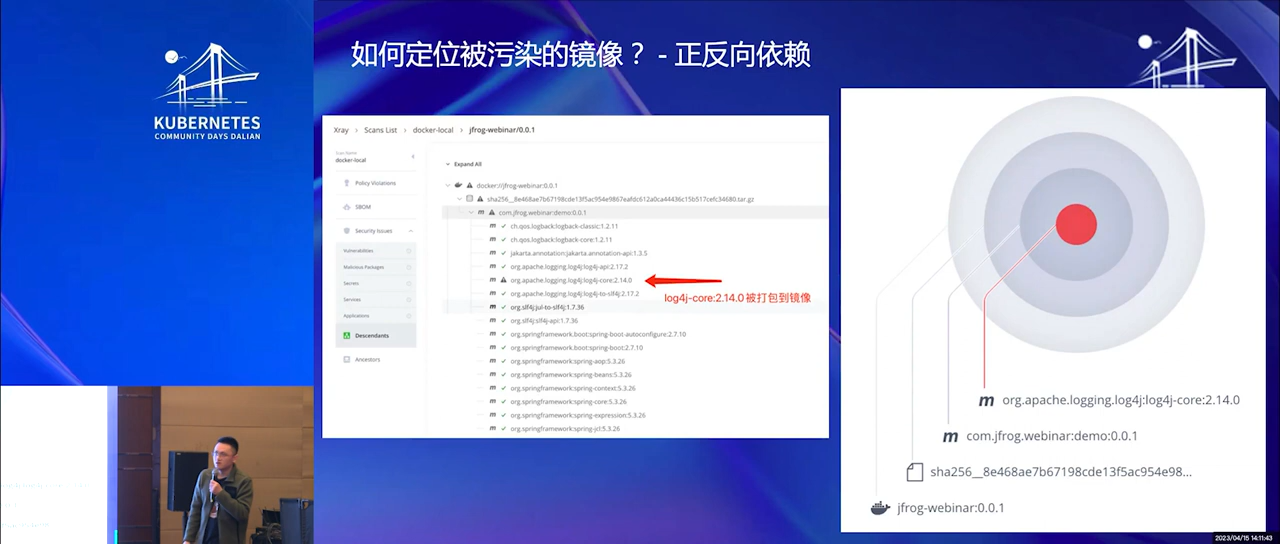 KUBERNETES
COMMUNITY DAYS DALIAN
如何定位被污染的镜像？ - 正反向依赖
Xray > Scans List > docker-local > jfrog-webinar/0.0.1
Scan Name
docker-local
Policy Violations
SBOM
Security Issues
Vulnerabilities
Malicious Packages
Secrets
Services
Applications
Descendants
Ancestors
Expand All
docker://jfrog-webinar:0.0.1
sha256__8e468ae7b67198cde13f5ac954e9867eafdc612a0ca44436c15b517cefc34680.tar.gz
com.jfrog.webinar:demo:0.0.1
ch.qos.logback:logback-classic:1.2.11
ch.qos.logback:logback-core:1.2.11
jakarta.annotation:jakarta.annotation-api:1.3.5
org.apache.logging.log4j:log4j-api:2.17.2
org.apache.logging.log4j:log4j-core:2.14.0
org.apache.logging.log4j:log4j-to-slf4j:2.17.2
org.slf4j:jul-to-slf4j:1.7.36
org.slf4j:slf4j-api:1.7.36
org.springframework.boot:spring-boot-autoconfigure:2.7.10
org.springframework.boot:spring-boot:2.7.10
org.springframework:spring-aop:5.3.26
org.springframework:spring-beans:5.3.26
org.springframework:spring-context:5.3.26
org.springframework:spring-core:5.3.26
org.springframework:spring-expression:5.3.26
org.springframework:spring-jcl:5.3.26
log4j-core:2.14.0 被打包到镜像
m org.apache.logging.log4j:log4j-core:2.14.0
m com.jfrog.webinar:demo:0.0.1
sha256__8e468ae7b67198cde13f5ac954e98...
jfrog-webinar:0.0.1
2023/04/15 14:11:43